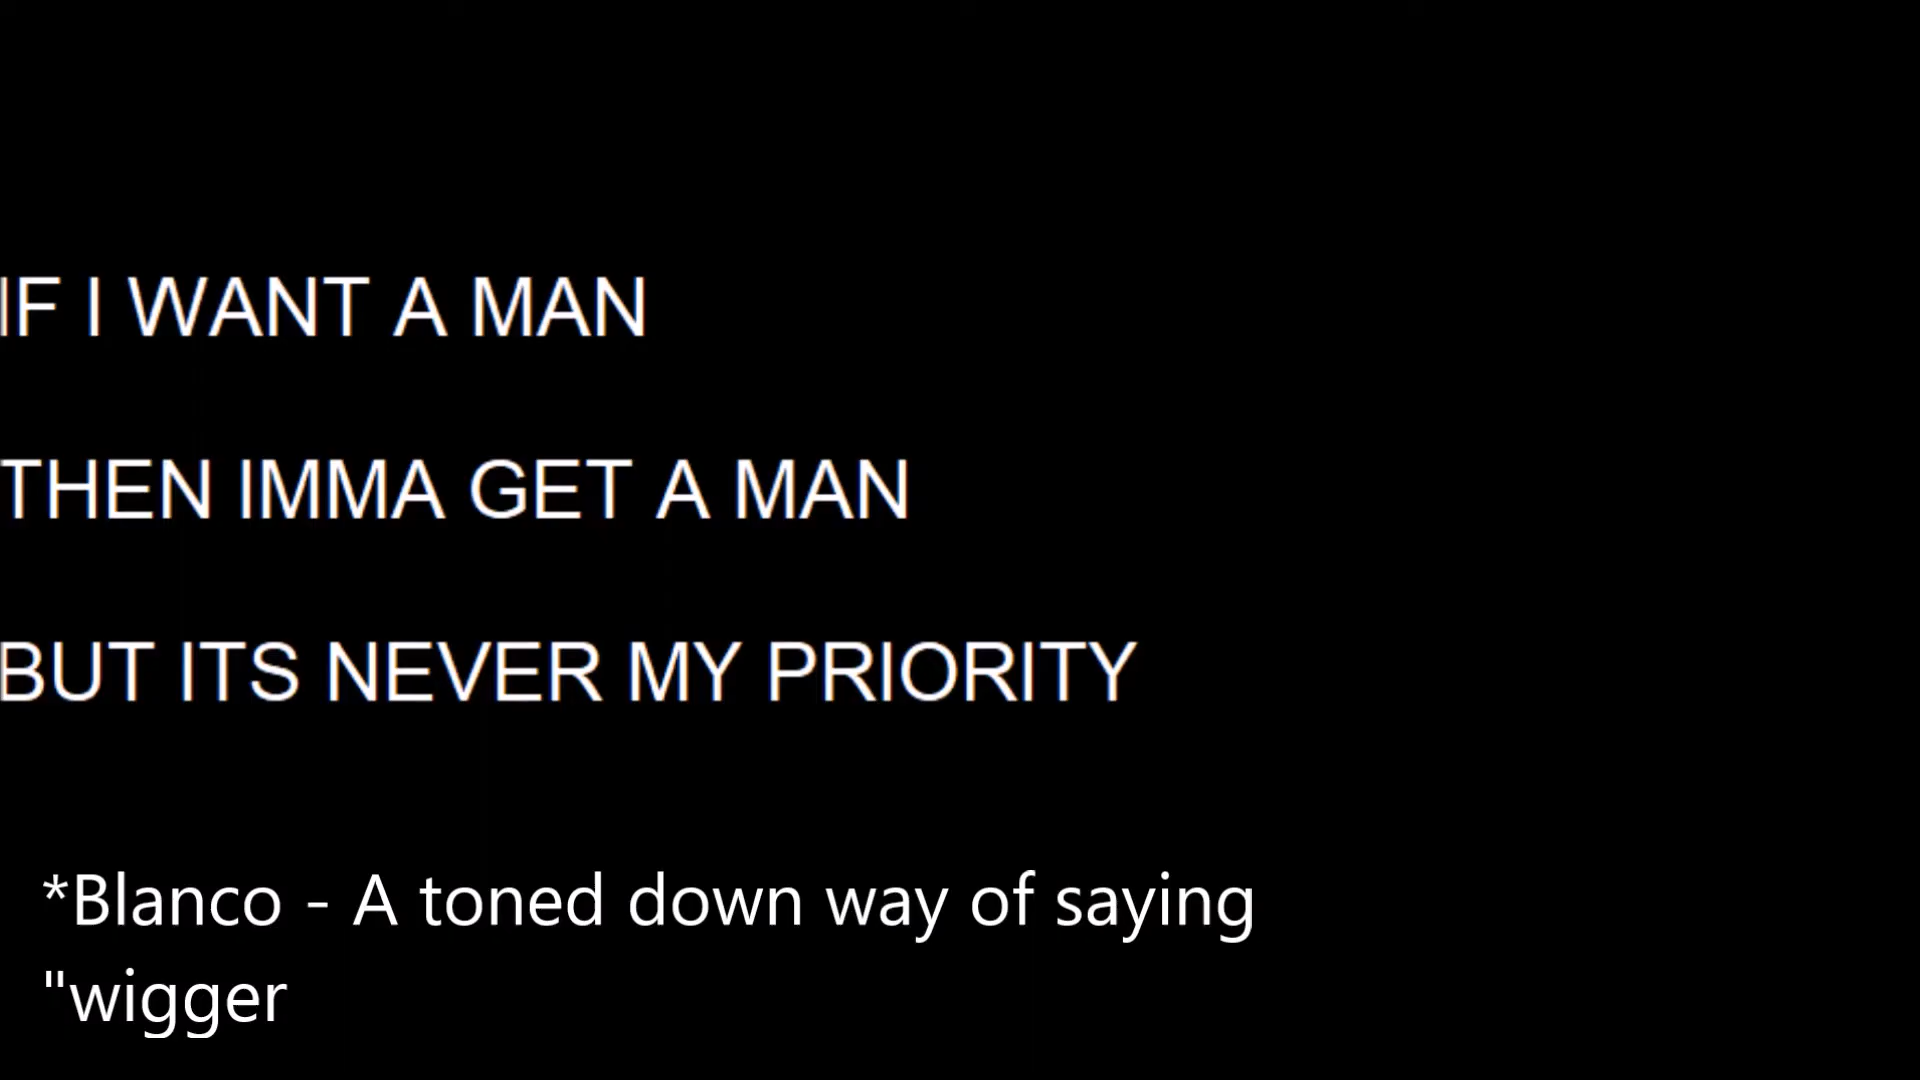 IF I WANT A MAN
THEN IMMA GET A MAN
BUT ITS NEVER MY PRIORITY
*Blanco - A toned down way of saying
"wigger